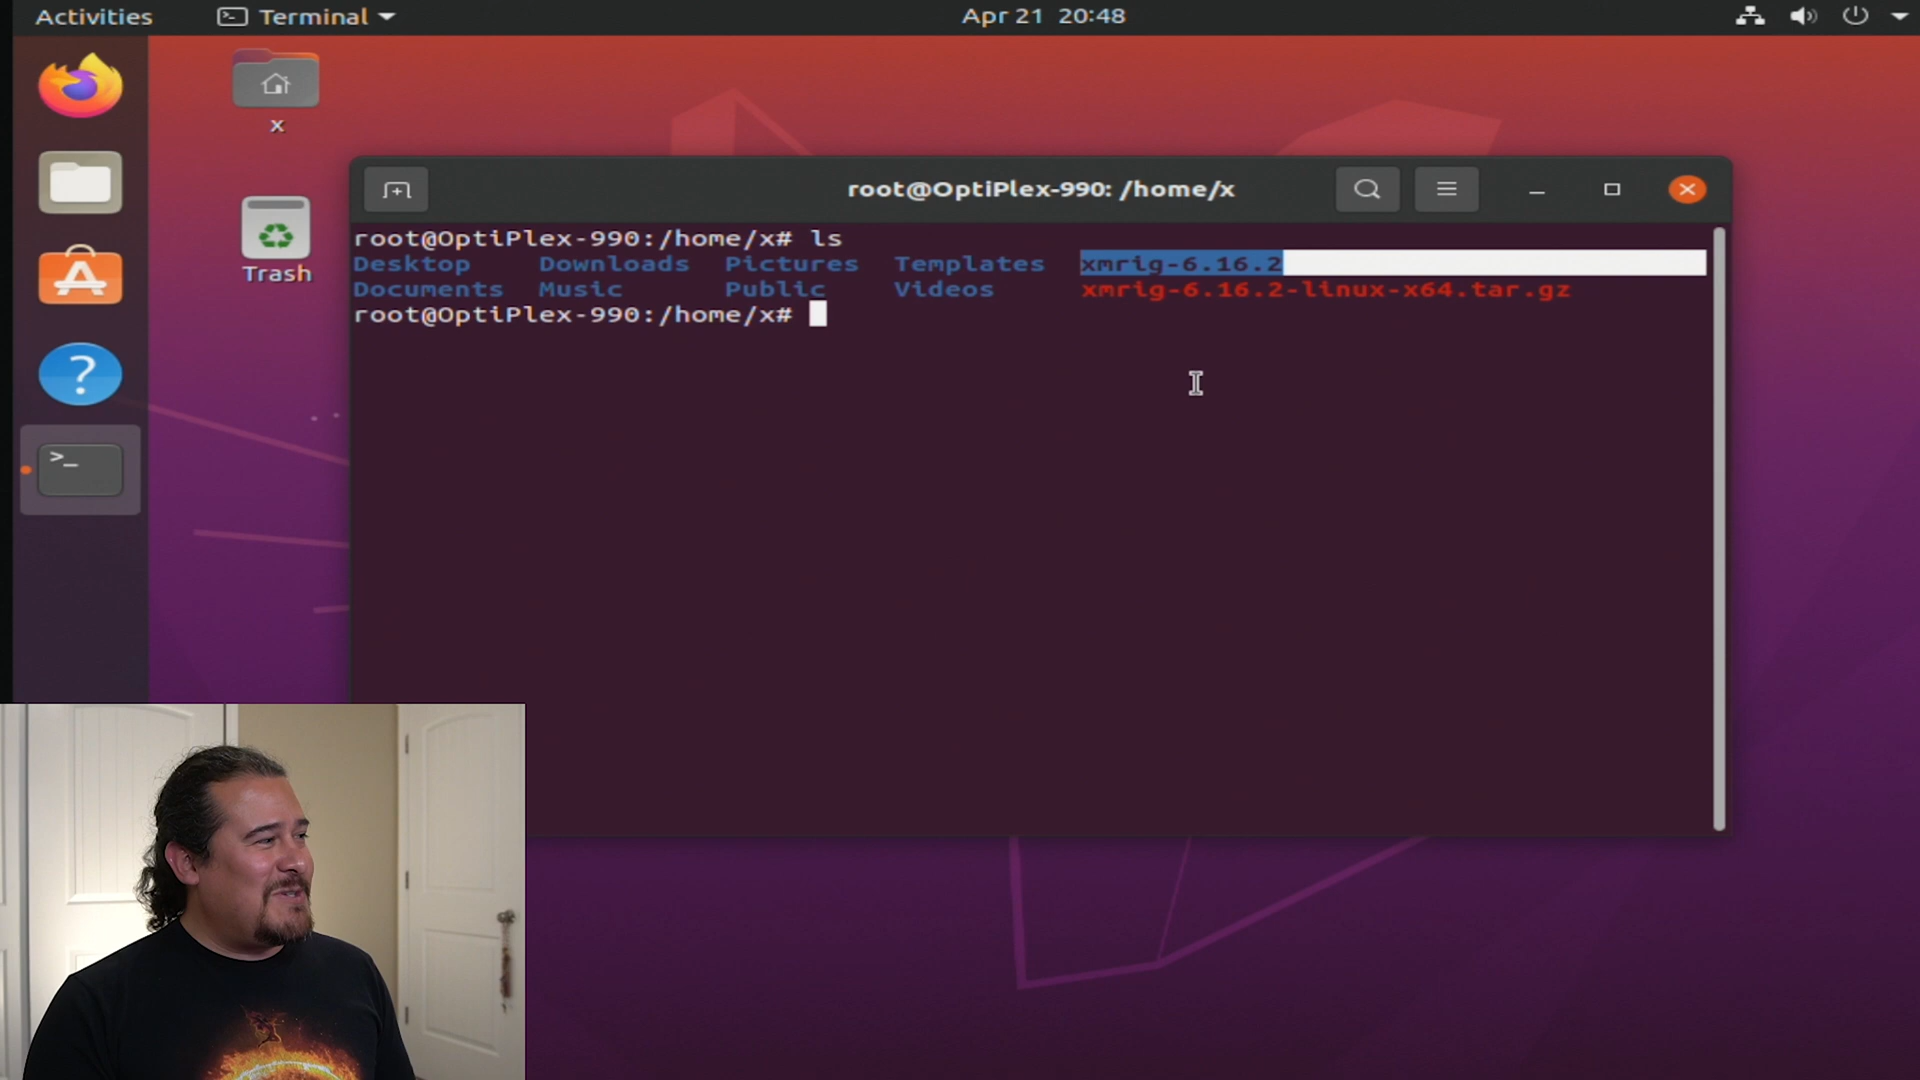 Activities Terminal Apr 21 20:48
x
Trash
root@OptiPlex-990: /home/x
root@OptiPlex-990:/home/x# ls
Desktop Downloads Pictures Templates xmrig-6.16.2
Documents Music Public Videos xmrig-6.16.2-linux-x64.tar.gz
root@OptiPlex-990:/home/x#